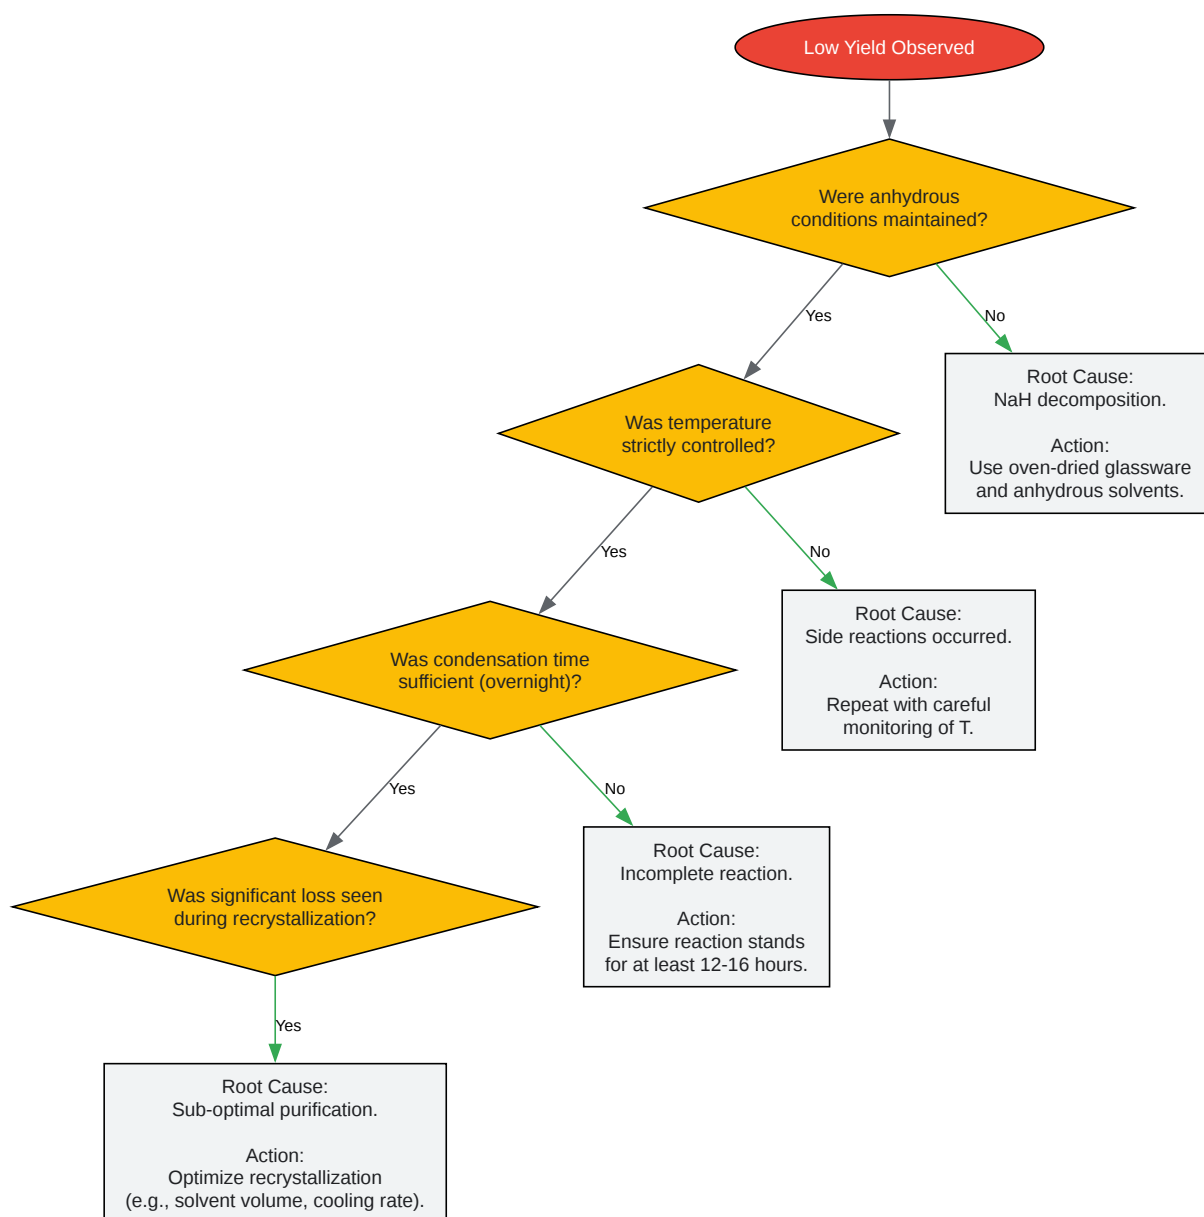 Low Yield Observed
Were anhydrous
conditions maintained?
Yes
No
Root Cause:
NaH decomposition.
Action:
Use oven-dried glassware
and anhydrous solvents.
Was temperature
strictly controlled?
Yes
No
Root Cause:
Side reactions occurred.
Action:
Repeat with careful
monitoring of T.
Was condensation time
sufficient (overnight)?
Yes
No
Root Cause:
Incomplete reaction.
Action:
Ensure reaction stands
for at least 12-16 hours.
Was significant loss seen
during recrystallization?
Yes
Root Cause:
Sub-optimal purification.
Action:
Optimize recrystallization
(e.g., solvent volume, cooling rate).